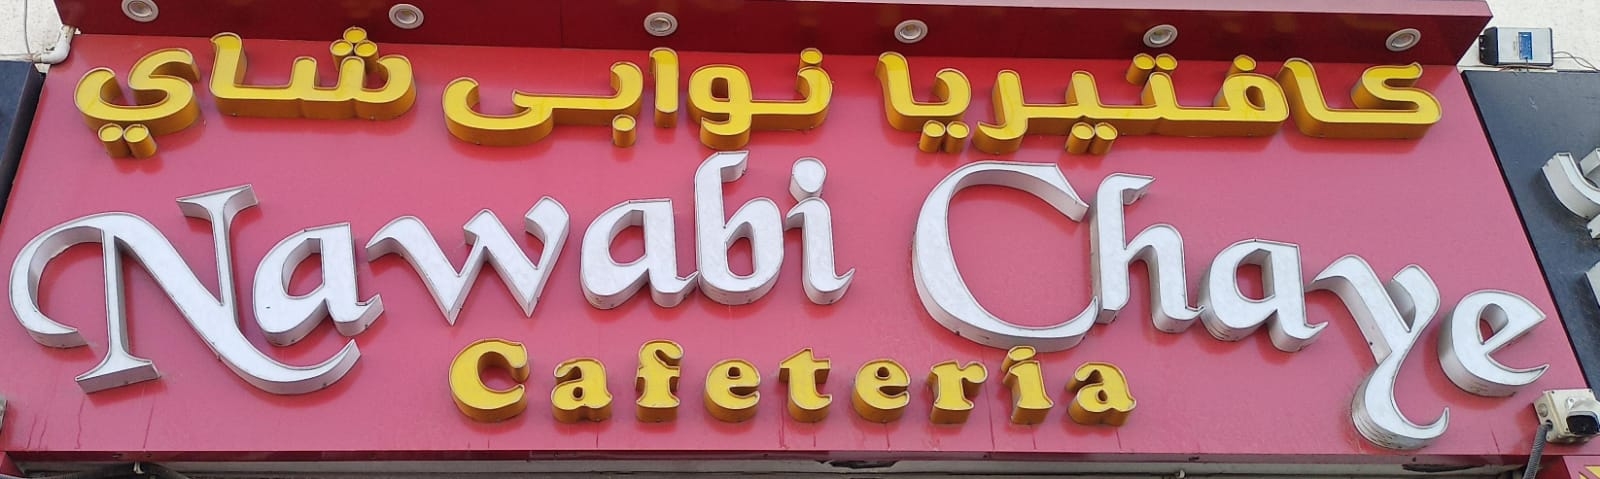 كافتيريا نوابى شاي
Nawabi Chaye
Cafeteria